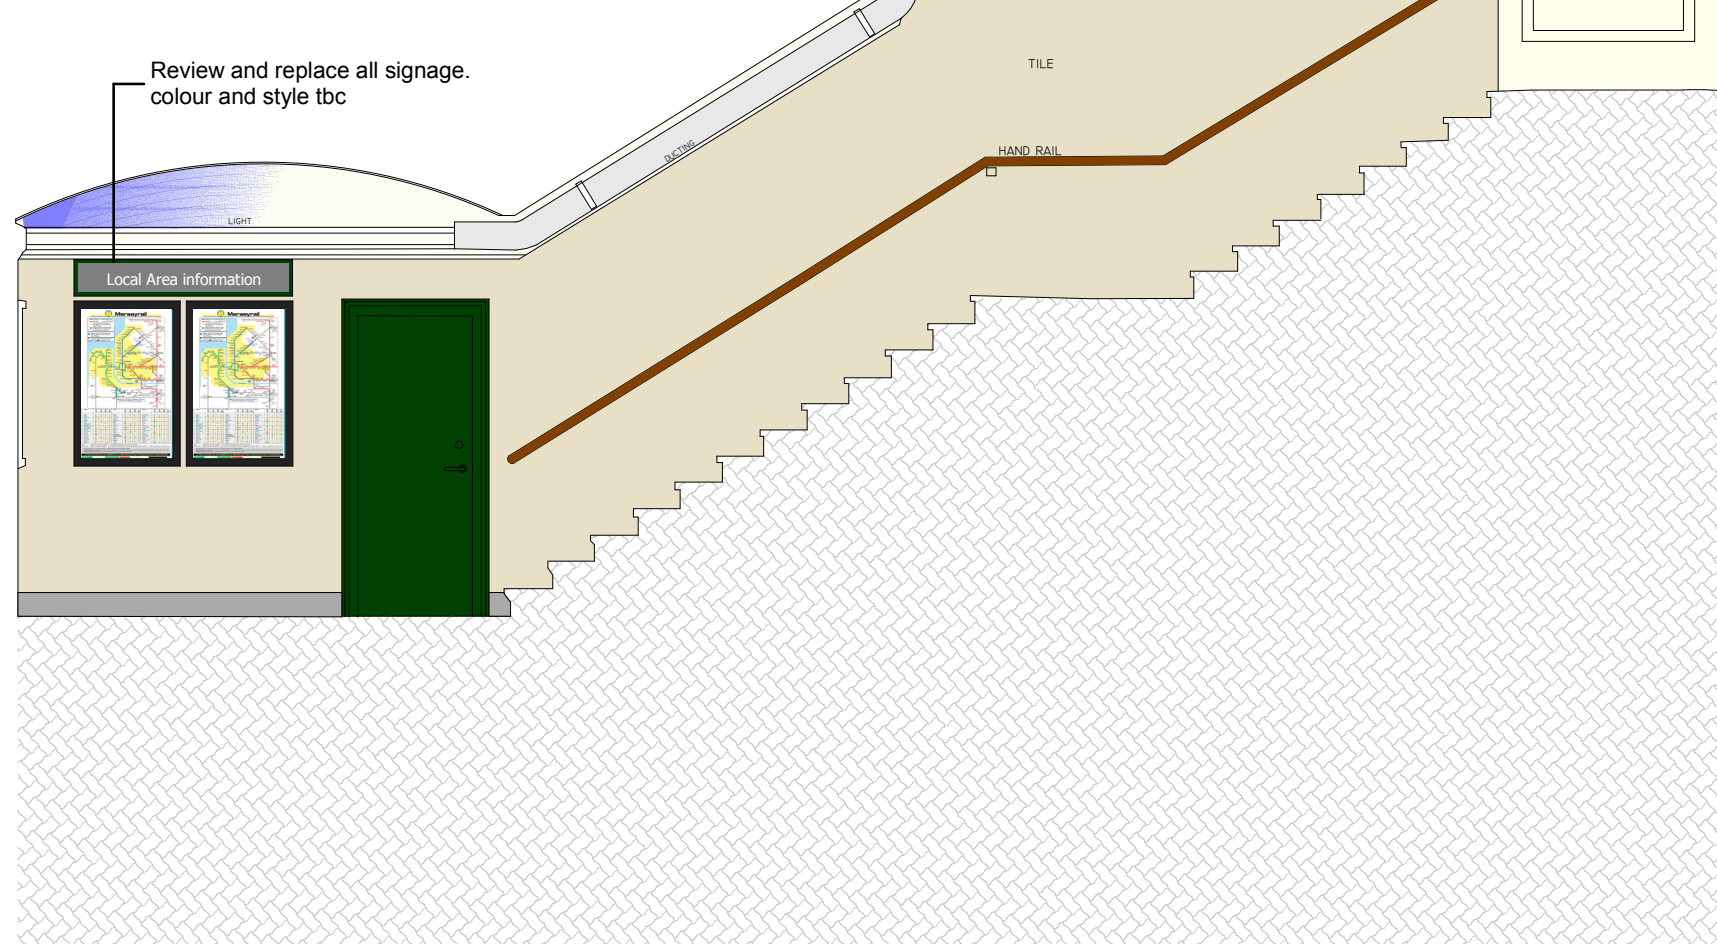 Review and replace all signage.
colour and style tbc
TILE
DUCTING
HAND RAIL
LIGHT
Local Area information
Merseyrail
Merseyrail